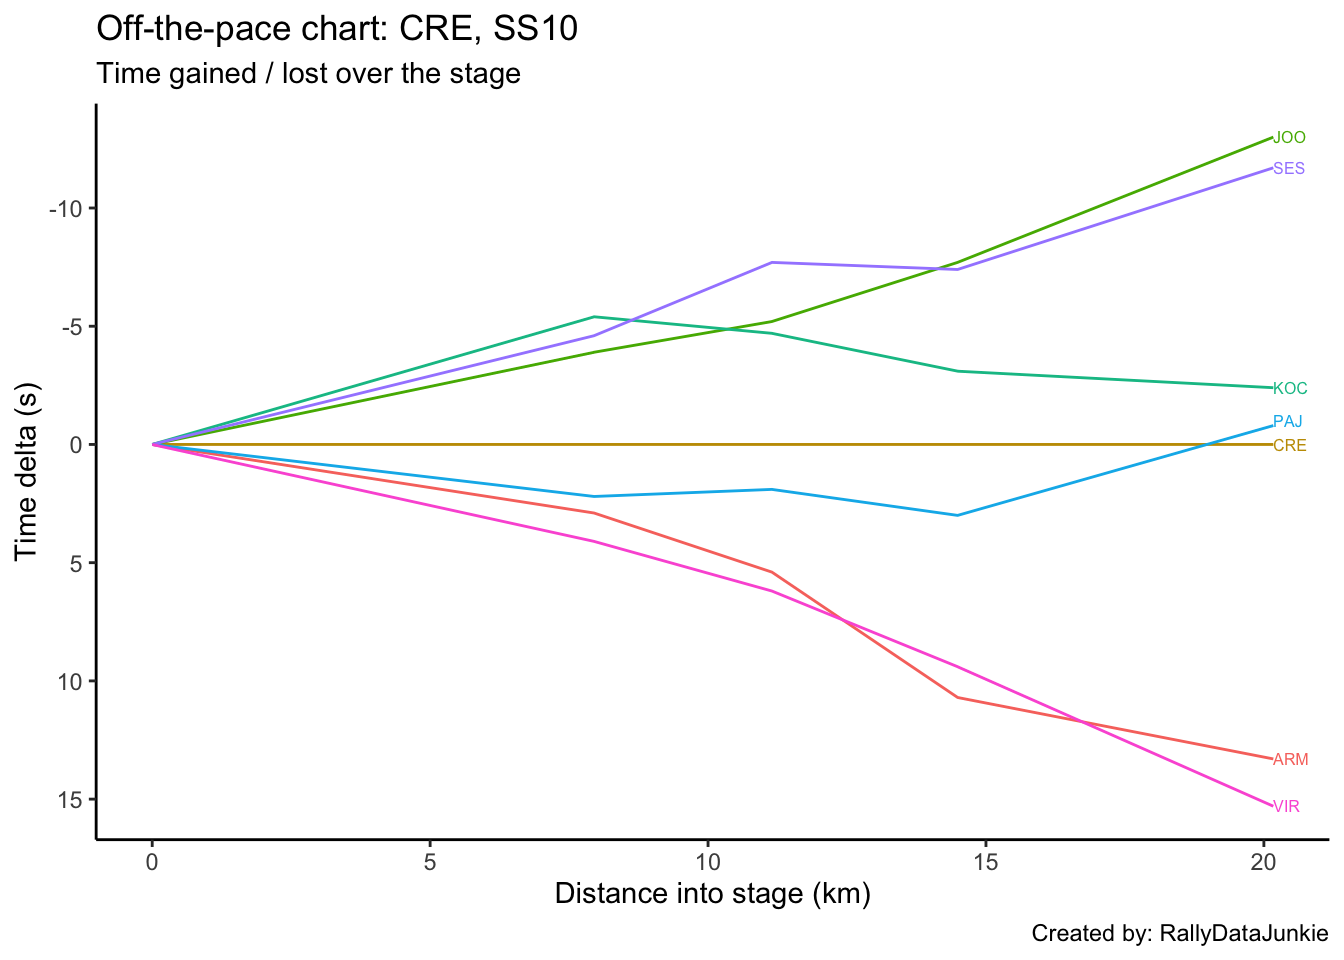 Off-the-pace chart: CRE, SS10
Time gained / lost over the stage
JOO
SES
-10
-5
KOC
PAJ
0
CRE
Time delta (s)
5
10
ARM
15
VIR
0 5 10 15 20
Distance into stage (km)
Created by: RallyDataJunkie